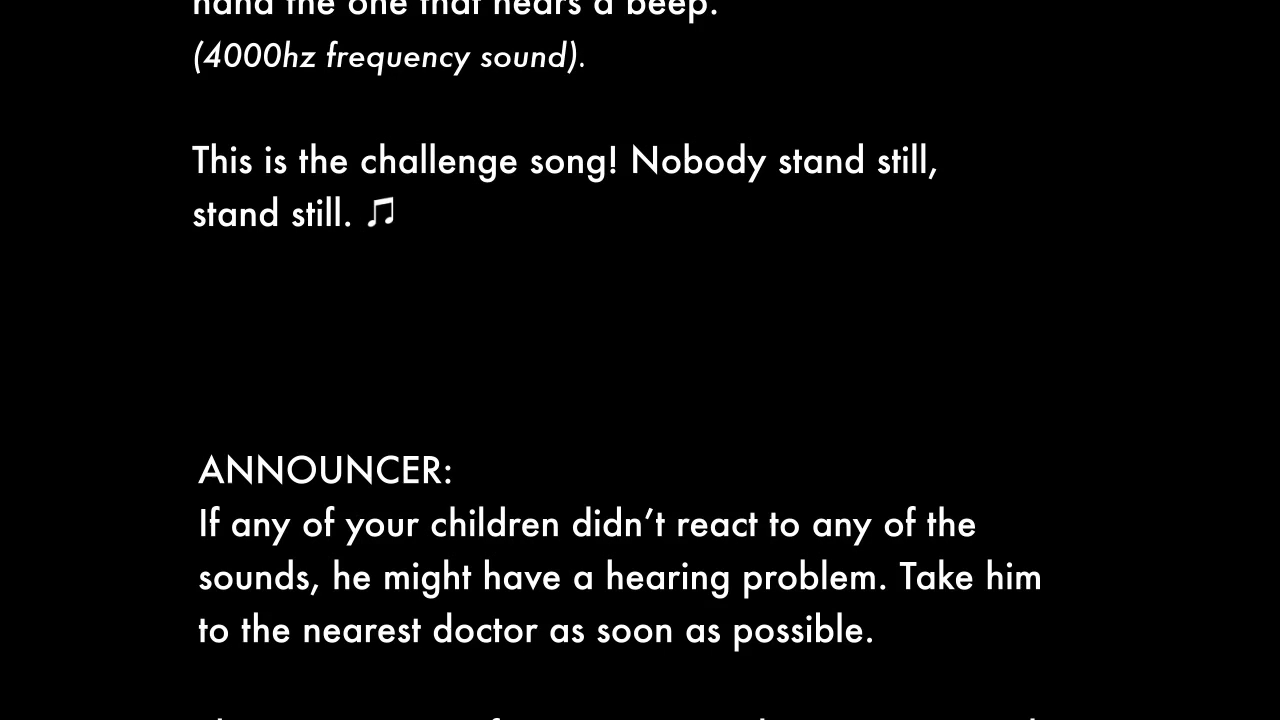 hand the one that hears a beep.
(4000hz frequency sound).
This is the challenge song! Nobody stand still,
stand still. 🎵
ANNOUNCER:
If any of your children didn’t react to any of the
sounds, he might have a hearing problem. Take him
to the nearest doctor as soon as possible.